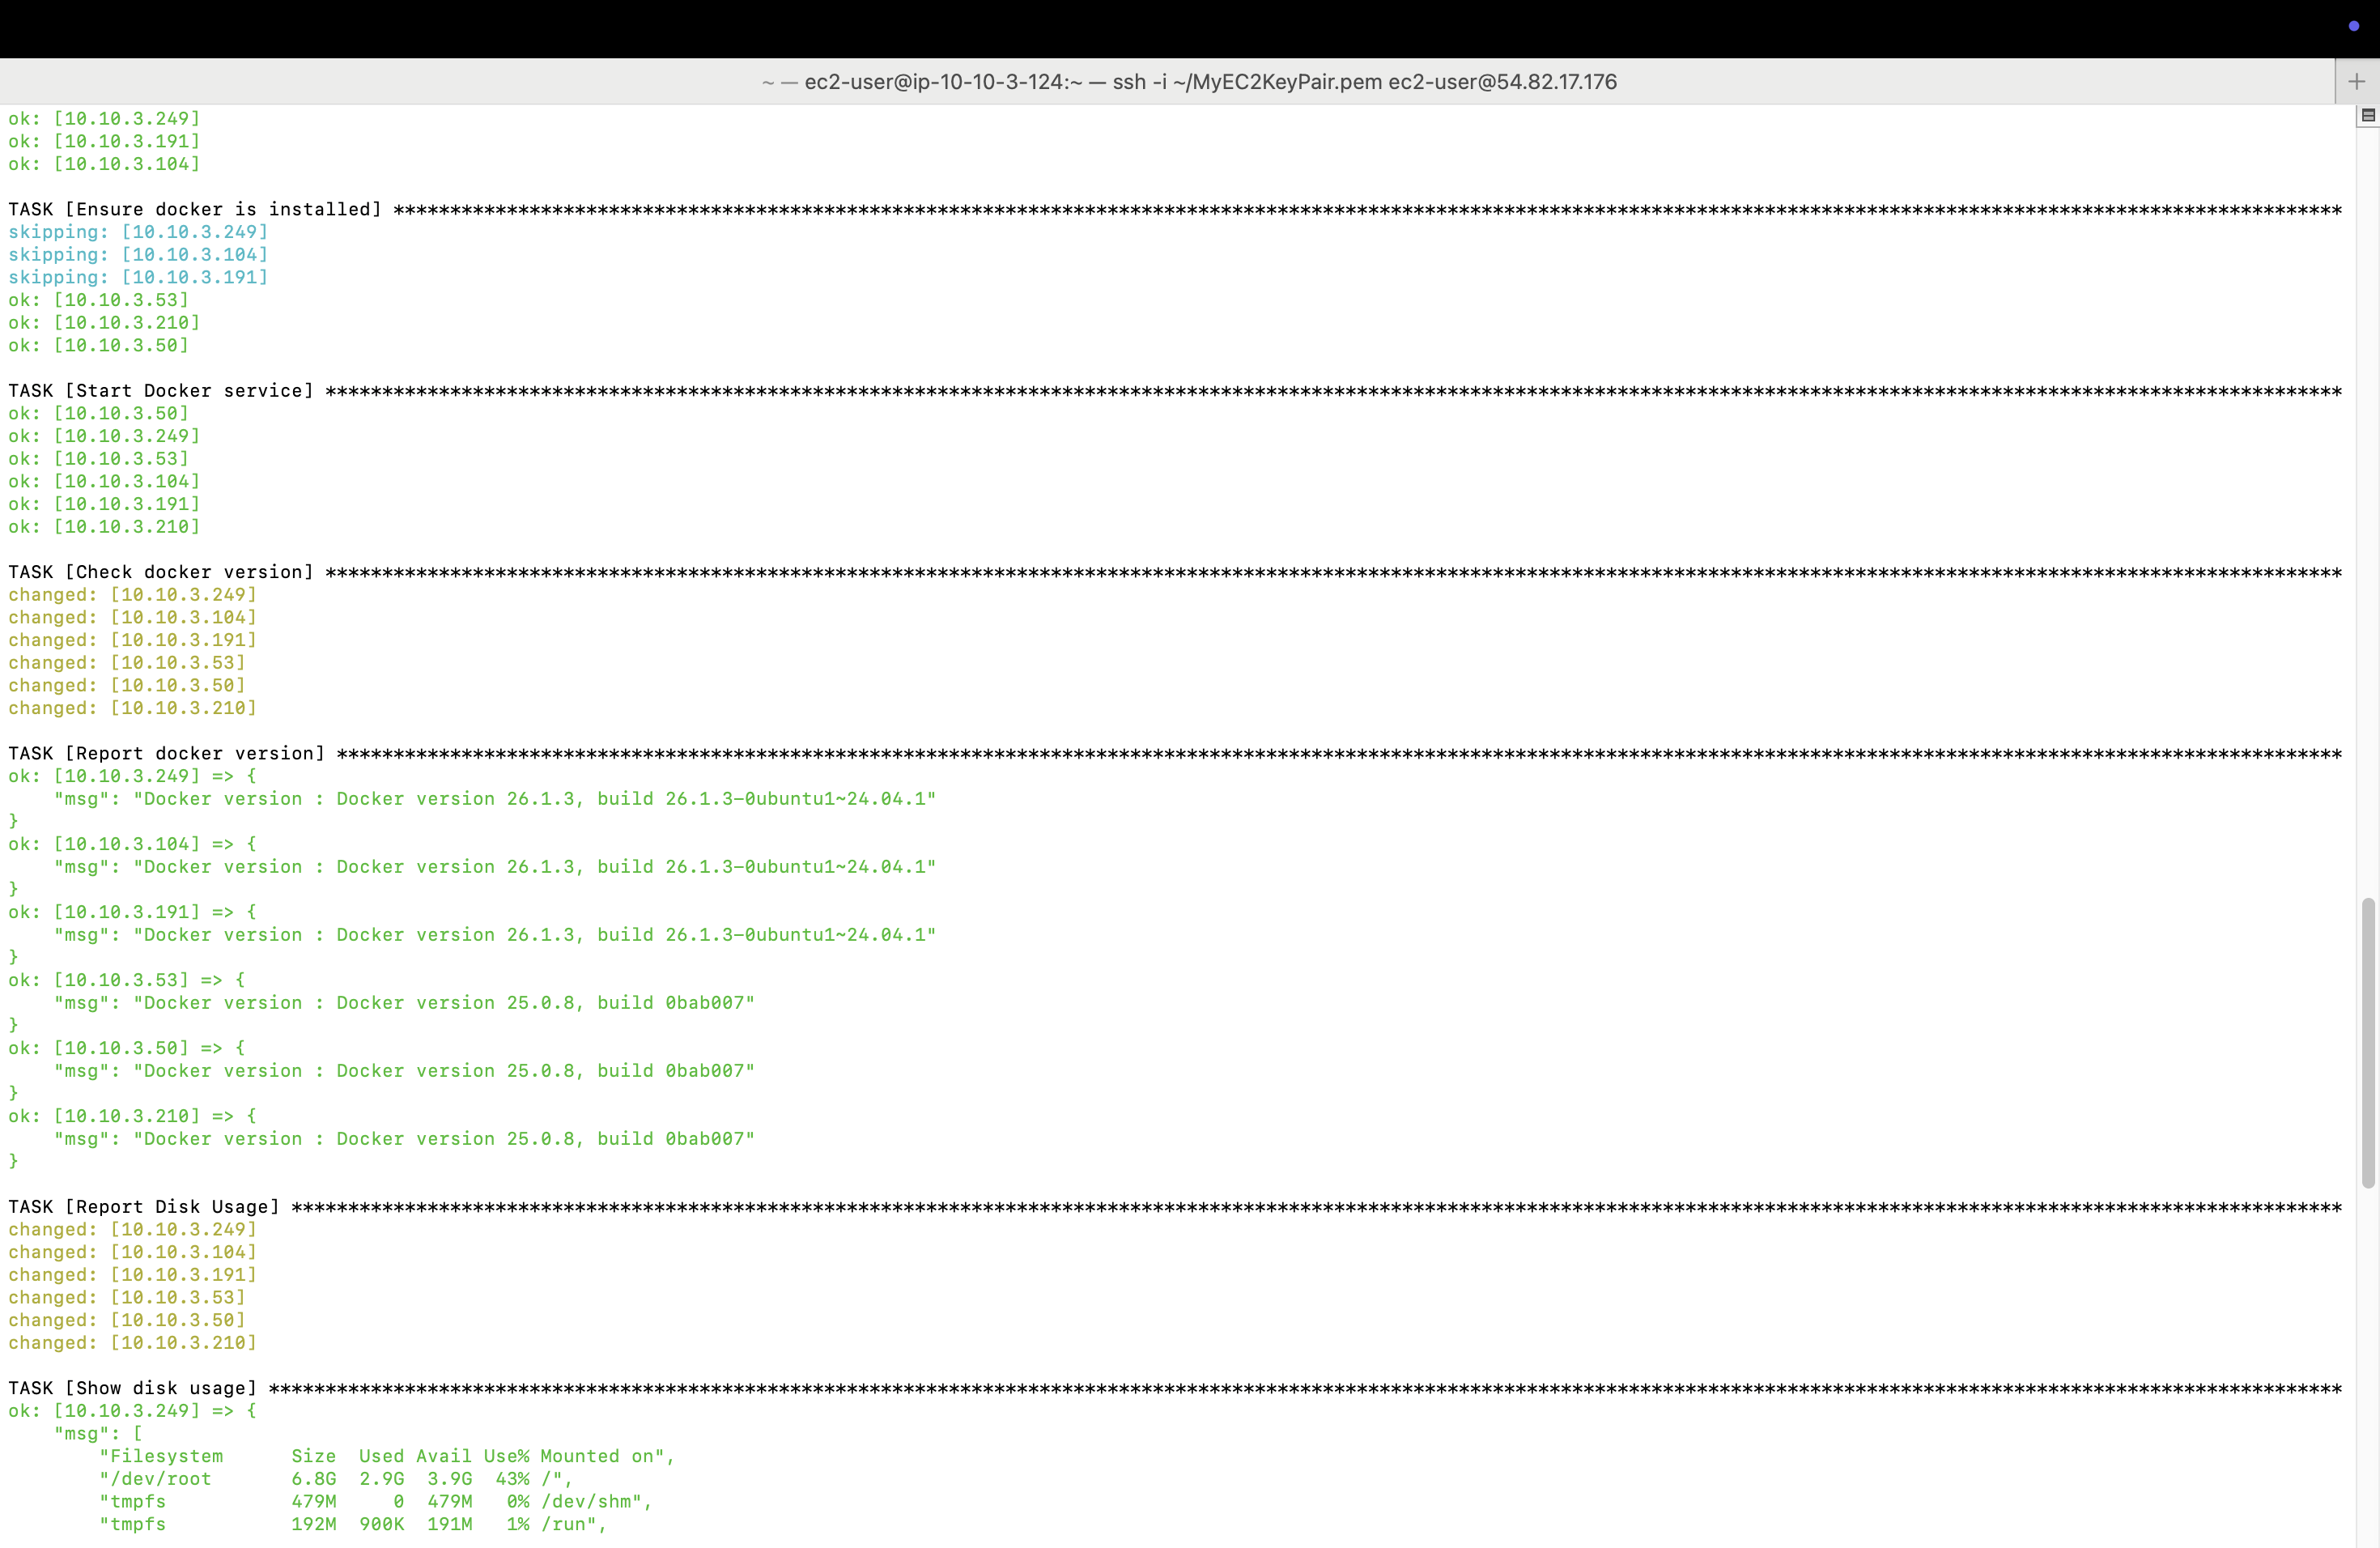 ~ — ec2-user@ip-10-10-3-124:~ — ssh -i ~/MyEC2KeyPair.pem ec2-user@54.82.17.176
ok: [10.10.3.249]
ok: [10.10.3.191]
ok: [10.10.3.104]
TASK [Ensure docker is installed] ****************************************************************************************************************************************************************************
skipping: [10.10.3.249]
skipping: [10.10.3.104]
skipping: [10.10.3.191]
ok: [10.10.3.53]
ok: [10.10.3.210]
ok: [10.10.3.50]
TASK [Start Docker service] **********************************************************************************************************************************************************************************
ok: [10.10.3.50]
ok: [10.10.3.249]
ok: [10.10.3.53]
ok: [10.10.3.104]
ok: [10.10.3.191]
ok: [10.10.3.210]
TASK [Check docker version] **********************************************************************************************************************************************************************************
changed: [10.10.3.249]
changed: [10.10.3.104]
changed: [10.10.3.191]
changed: [10.10.3.53]
changed: [10.10.3.50]
changed: [10.10.3.210]
TASK [Report docker version] *********************************************************************************************************************************************************************************
ok: [10.10.3.249] => {
    "msg": "Docker version : Docker version 26.1.3, build 26.1.3-0ubuntu1~24.04.1"
}
ok: [10.10.3.104] => {
    "msg": "Docker version : Docker version 26.1.3, build 26.1.3-0ubuntu1~24.04.1"
}
ok: [10.10.3.191] => {
    "msg": "Docker version : Docker version 26.1.3, build 26.1.3-0ubuntu1~24.04.1"
}
ok: [10.10.3.53] => {
    "msg": "Docker version : Docker version 25.0.8, build 0bab007"
}
ok: [10.10.3.50] => {
    "msg": "Docker version : Docker version 25.0.8, build 0bab007"
}
ok: [10.10.3.210] => {
    "msg": "Docker version : Docker version 25.0.8, build 0bab007"
}
TASK [Report Disk Usage] *************************************************************************************************************************************************************************************
changed: [10.10.3.249]
changed: [10.10.3.104]
changed: [10.10.3.191]
changed: [10.10.3.53]
changed: [10.10.3.50]
changed: [10.10.3.210]
TASK [Show disk usage] ***************************************************************************************************************************************************************************************
ok: [10.10.3.249] => {
    "msg": [
        "Filesystem      Size  Used Avail Use% Mounted on",
        "/dev/root       6.8G  2.9G  3.9G  43% /",
        "tmpfs           479M     0  479M   0% /dev/shm",
        "tmpfs           192M  900K  191M   1% /run",